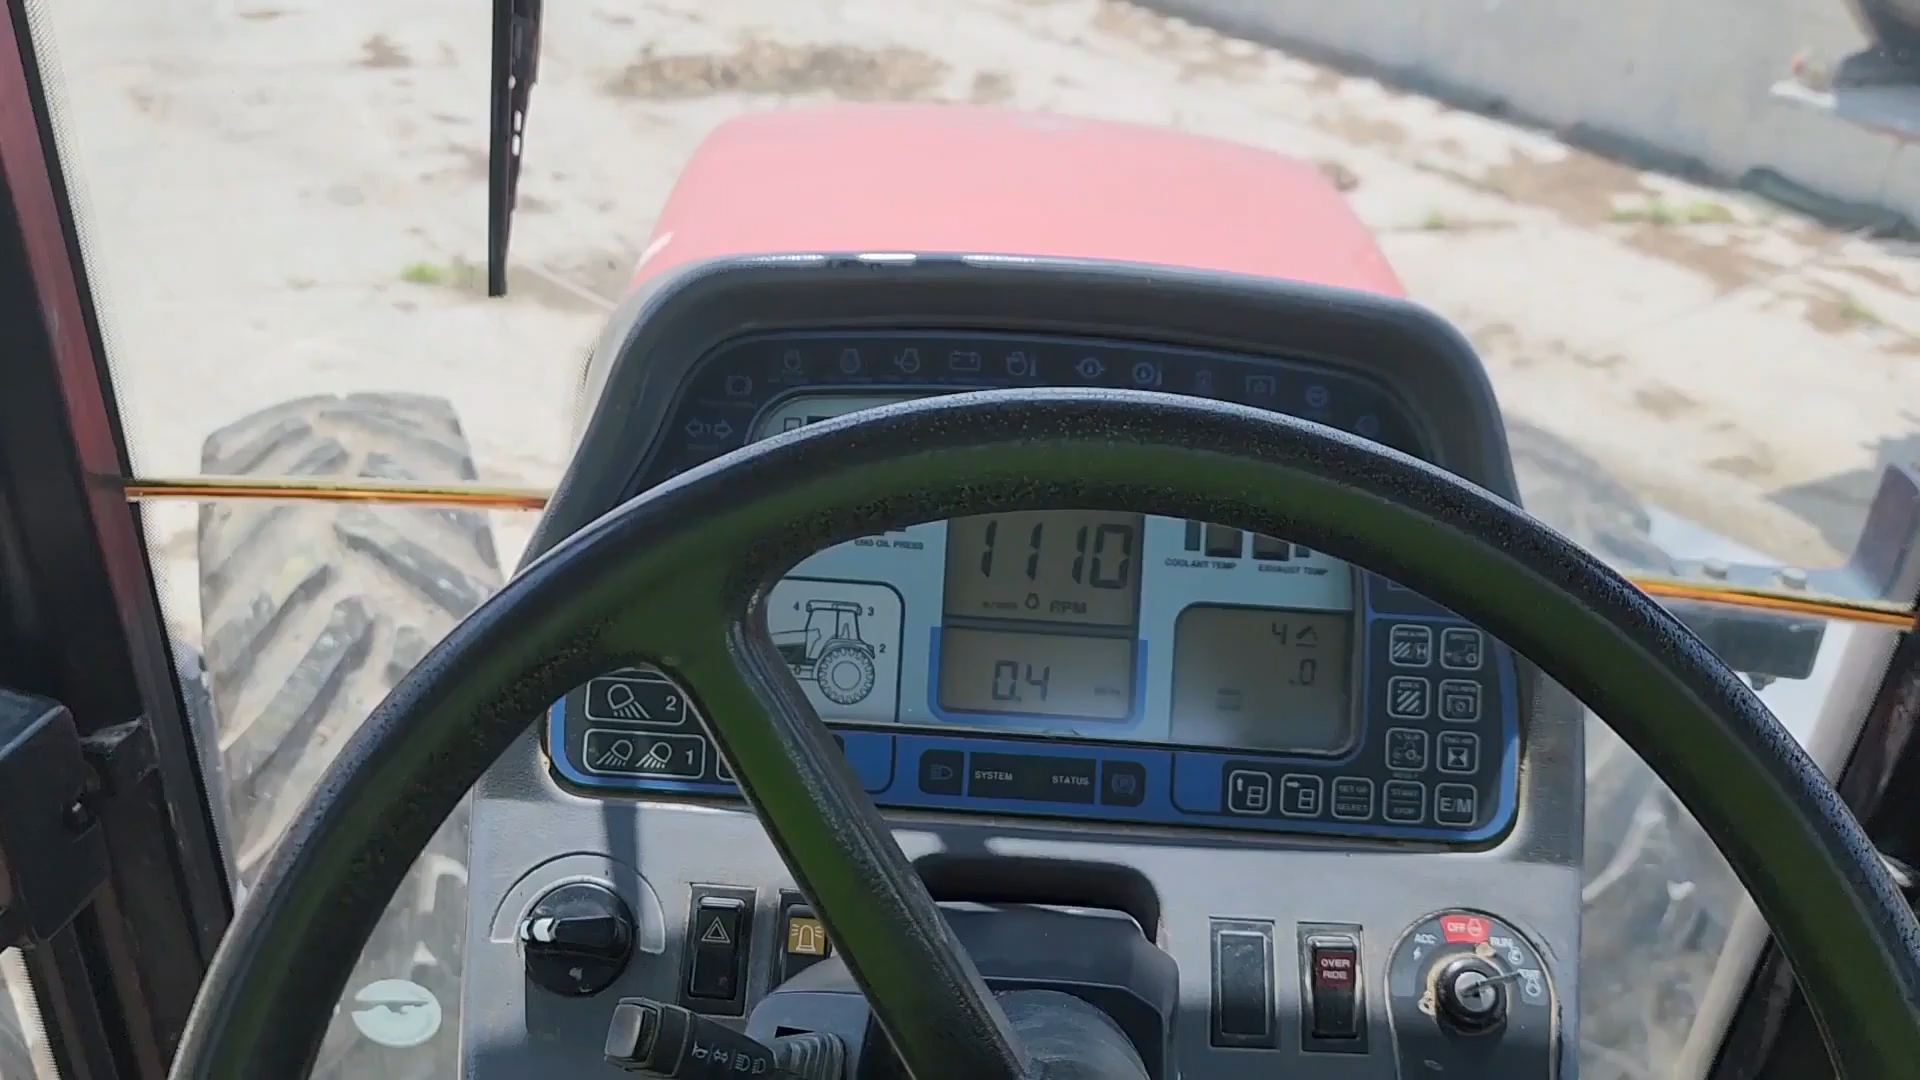 ENG OIL PRESS
1110
RPM
COOLANT TEMP
EXHAUST TEMP
4 3
2
4
.0
0.4
2
1
SYSTEM STATUS
SET UP
SELECT
START
STOP
E/M
OFF
ACC
RUN
OVER
RIDE